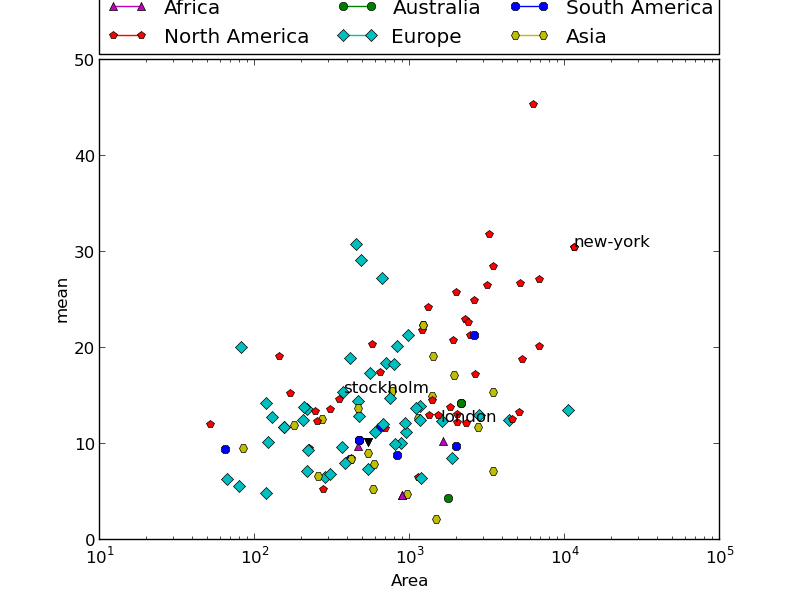 Africa Australia South America
North America Europe Asia
50
40
new-york
30
mean
20
stockholm
london
10
0
10^1 10^2 10^3 10^4 10^5
Area